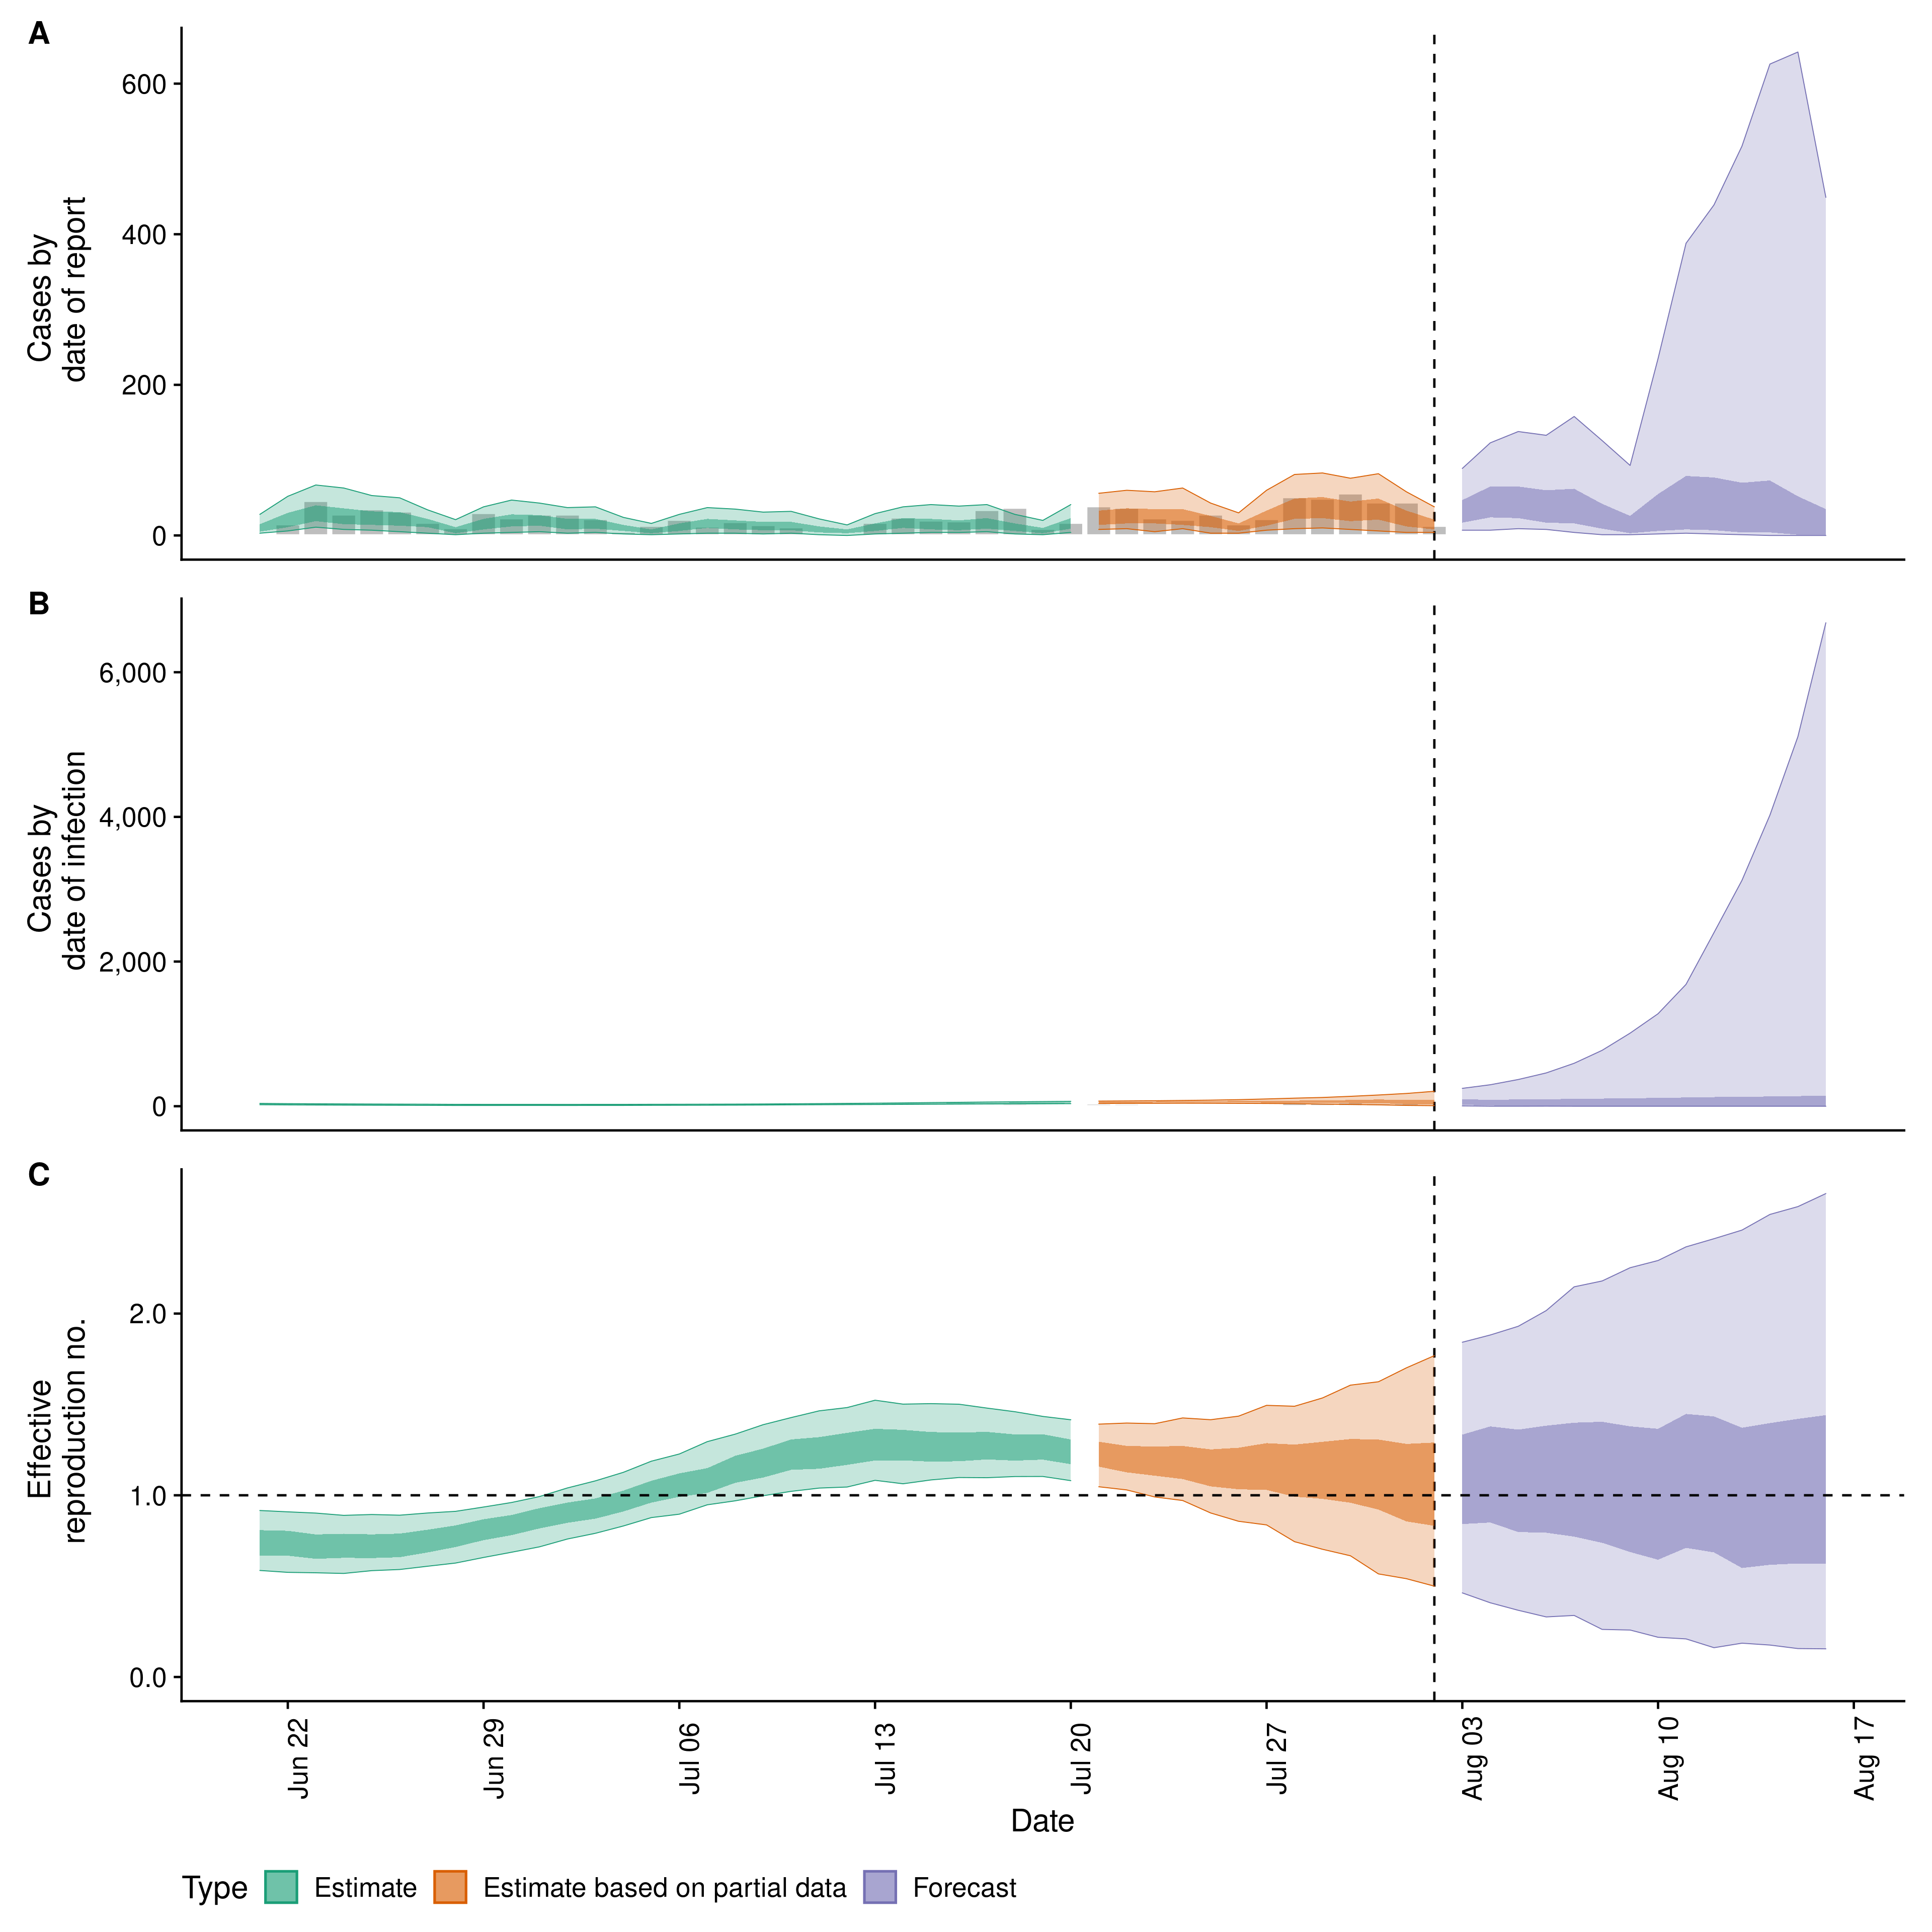 A
600
400
200
0
Cases by
date of report
B
6,000
4,000
2,000
0
Cases by
date of infection
C
2.0
1.0
0.0
Effective
reproduction no.
Jun 22
Jun 29
Jul 06
Jul 13
Jul 20
Jul 27
Aug 03
Aug 10
Aug 17
Date
Type Estimate Estimate based on partial data Forecast